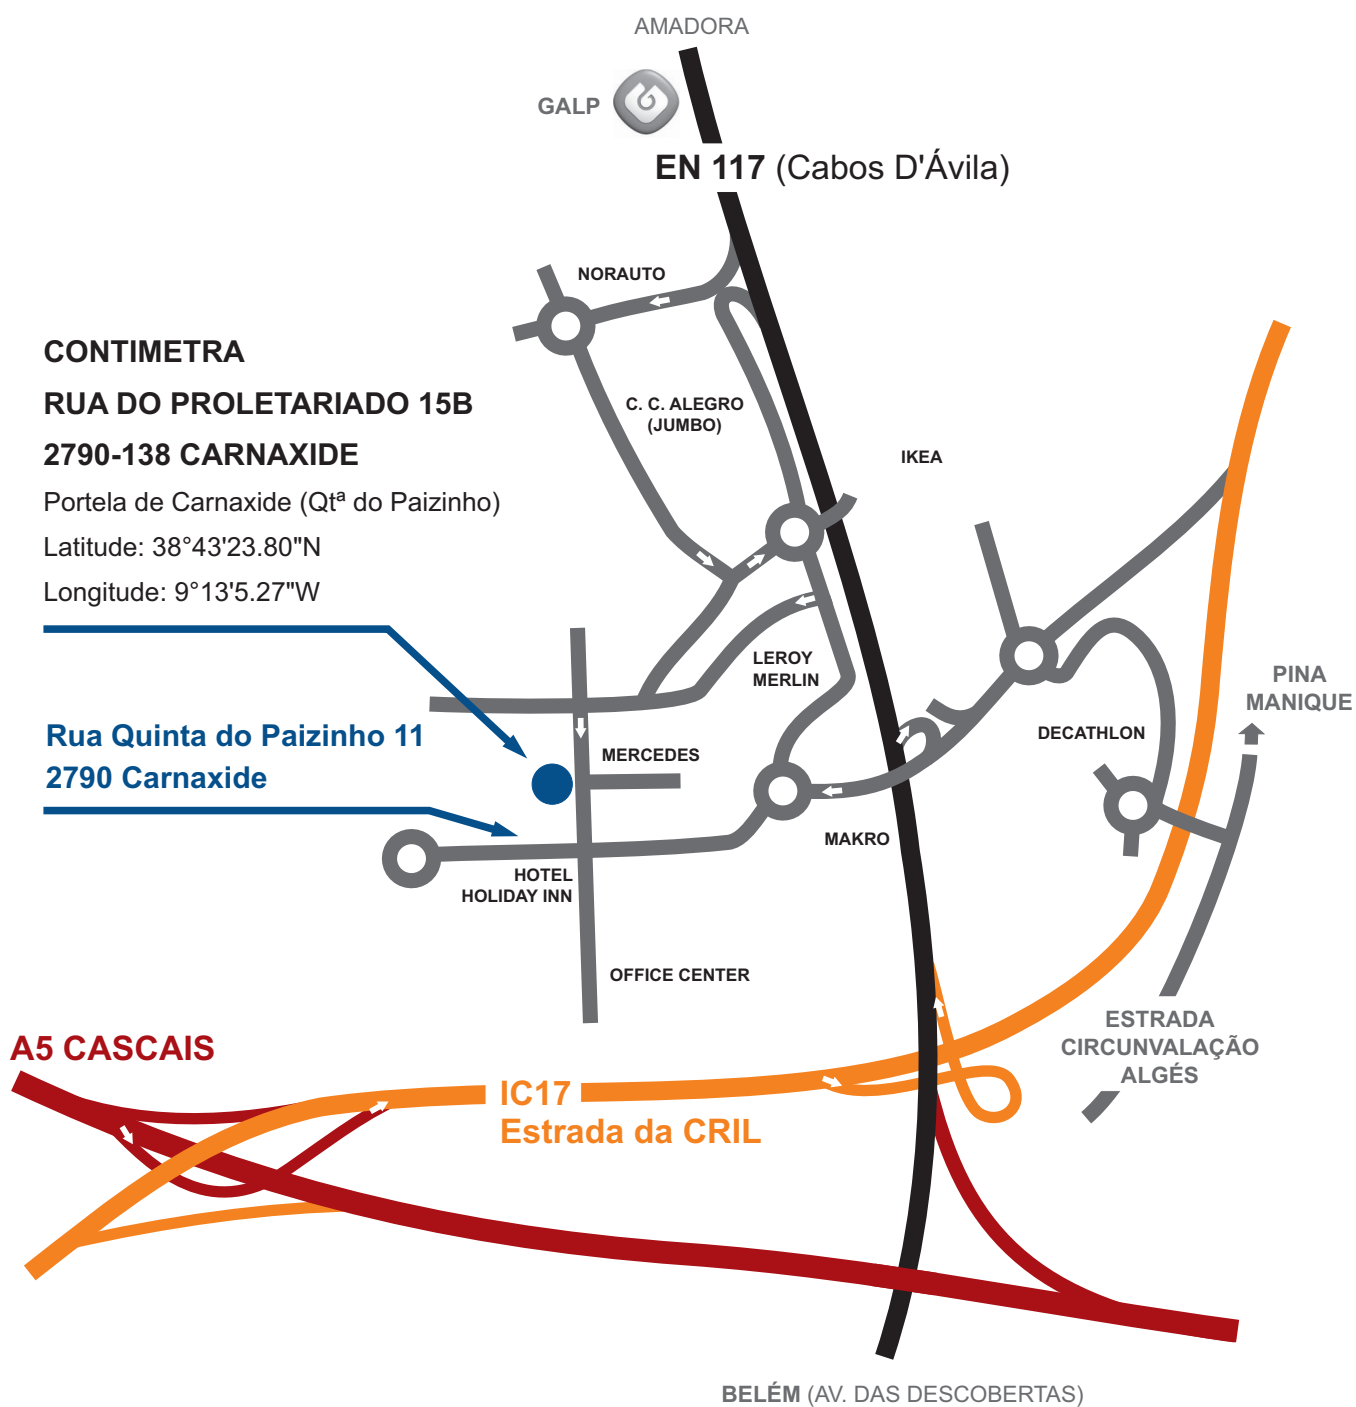 AMADORA
GALP
EN 117 (Cabos D'Ávila)
NORAUTO
CONTIMETRA
RUA DO PROLETARIADO 15B
2790-138 CARNAXIDE
Portela de Carnaxide (Qtª do Paizinho)
Latitude: 38°43'23.80"N
Longitude: 9°13'5.27"W
C. C. ALEGRO
(JUMBO)
IKEA
LEROY
MERLIN
PINA
MANIQUE
Rua Quinta do Paizinho 11
2790 Carnaxide
MERCEDES
DECATHLON
MAKRO
HOTEL
HOLIDAY INN
OFFICE CENTER
ESTRADA
CIRCUNVALAÇÃO
ALGÉS
A5 CASCAIS
IC17
Estrada da CRIL
BELÉM (AV. DAS DESCOBERTAS)